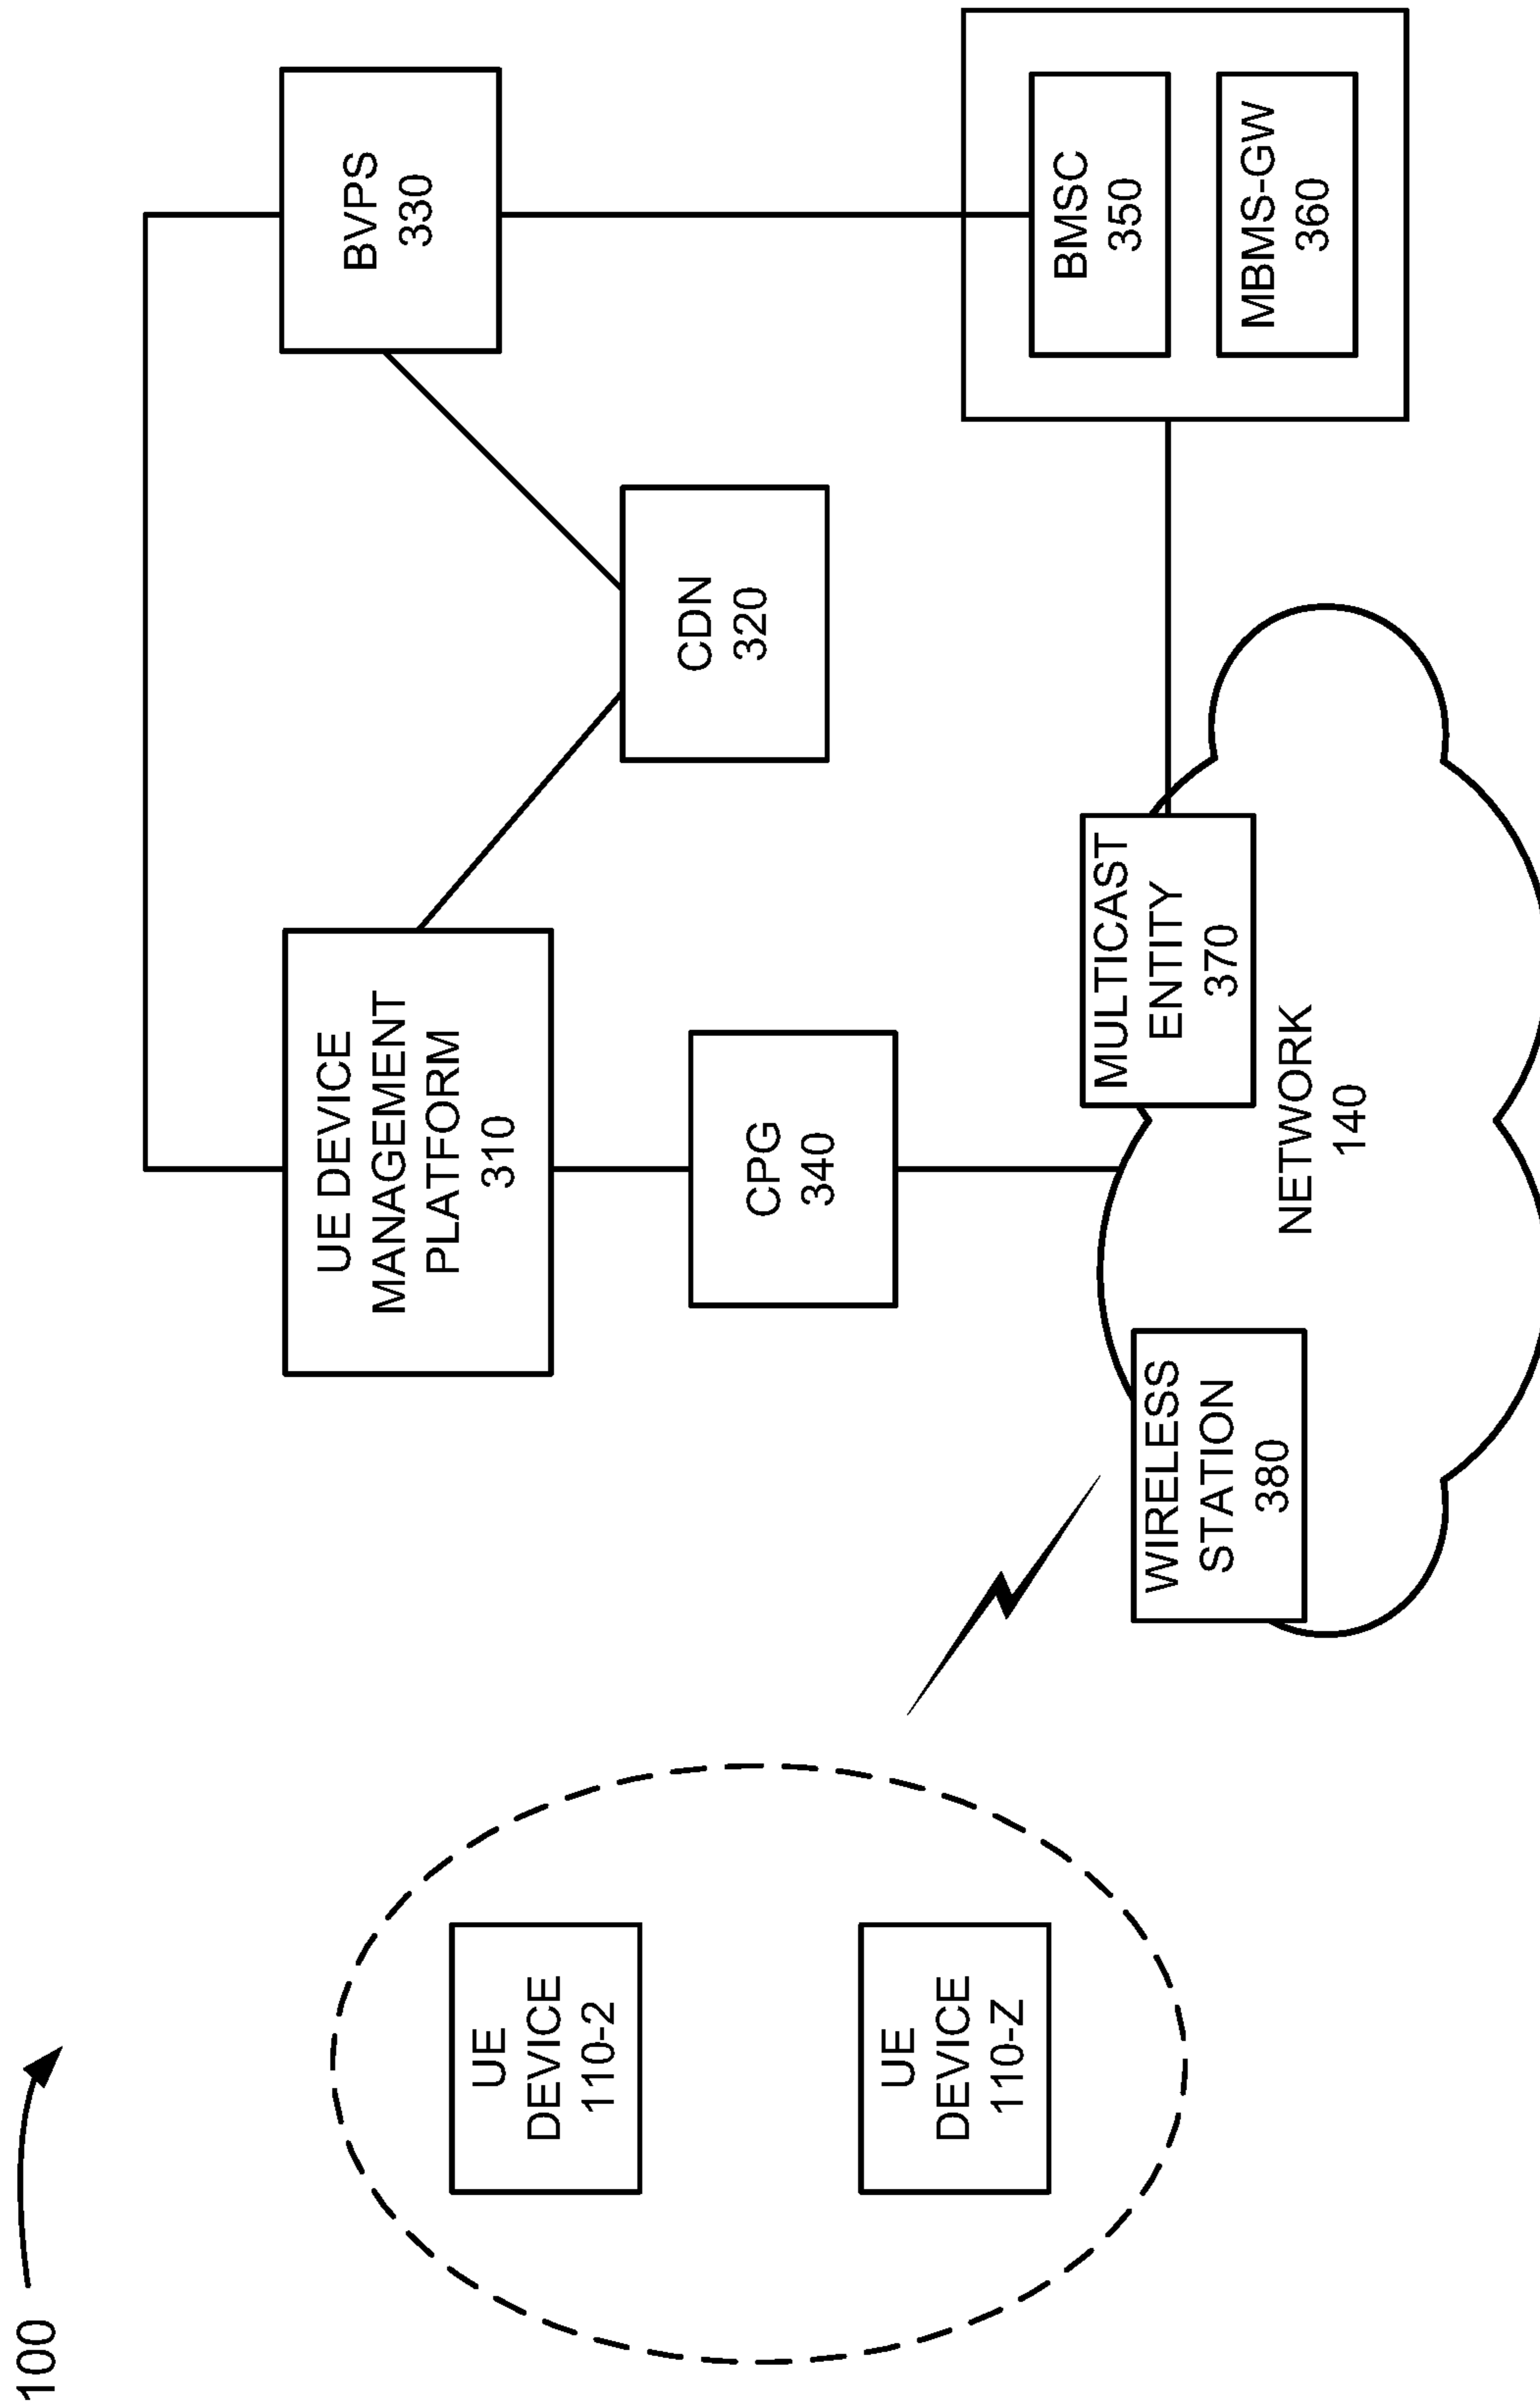 100
UE DEVICE
MANAGEMENT
PLATFORM
310
BVPS
330
CDN
320
CPG
340
UE
DEVICE
110-2
UE
DEVICE
110-Z
WIRELESS
STATION
380
MULTICAST
ENTITY
370
NETWORK
140
BMSC
350
MBMS-GW
360